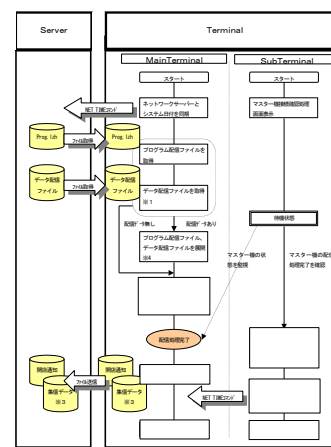 Server
Terminal
MainTerminal
SubTerminal
スタート
スタート
ネットワークサーバーと
システム日付を同期
マスター機接続確認処理
画面表示
NET TIMEコマンド
Prog.lzh
Prog.lzh
ファイル取得
プログラム配信ファイルを
取得
データ配信
ファイル
データ配信
ファイル
ファイル取得
データ配信ファイルを取得
※1
配信データ無し
配信データあり
待機状態
プログラム配信ファイル、
データ配信ファイルを展開
※4
マスター機の状
態を監視
マスター機の配信
処理完了を確認
配信処理完了
開店通知
開店通知
ファイル送信
集信データ
※3
集信データ
※3
NET TIMEコマンド